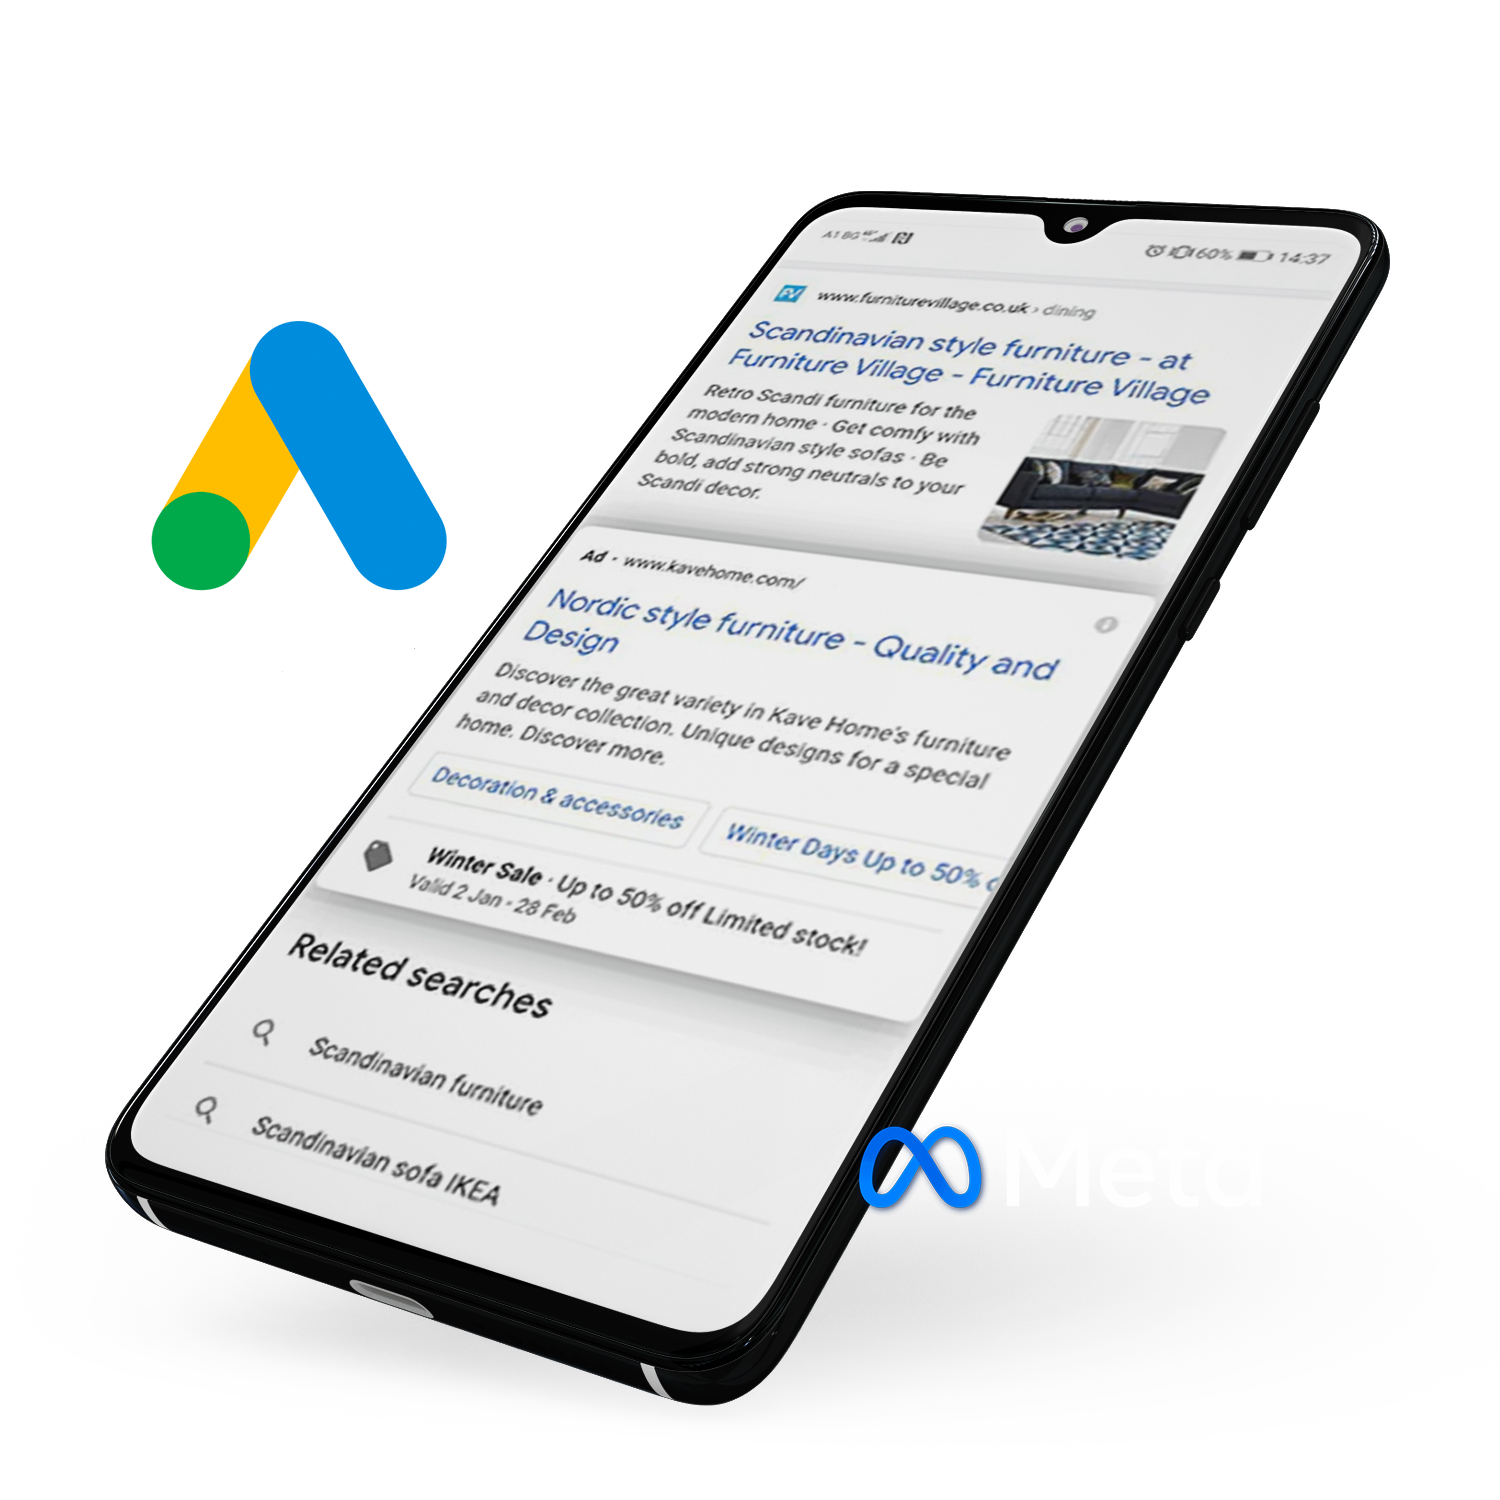 A1 BG 60% 14:37
FV www.furniturevillage.co.uk › dining
Scandinavian style furniture - at
Furniture Village - Furniture Village
Retro Scandi furniture for the
modern home · Get comfy with
Scandinavian style sofas · Be
bold, add strong neutrals to your
Scandi decor.
Ad · www.kavehome.com/
Nordic style furniture - Quality and
Design
Discover the great variety in Kave Home's furniture
and decor collection. Unique designs for a special
home. Discover more.
Decoration & accessories
Winter Days Up to 50%
Winter Sale · Up to 50% off Limited stock!
Valid 2 Jan - 28 Feb
Related searches
Scandinavian furniture
Scandinavian sofa IKEA
Meta